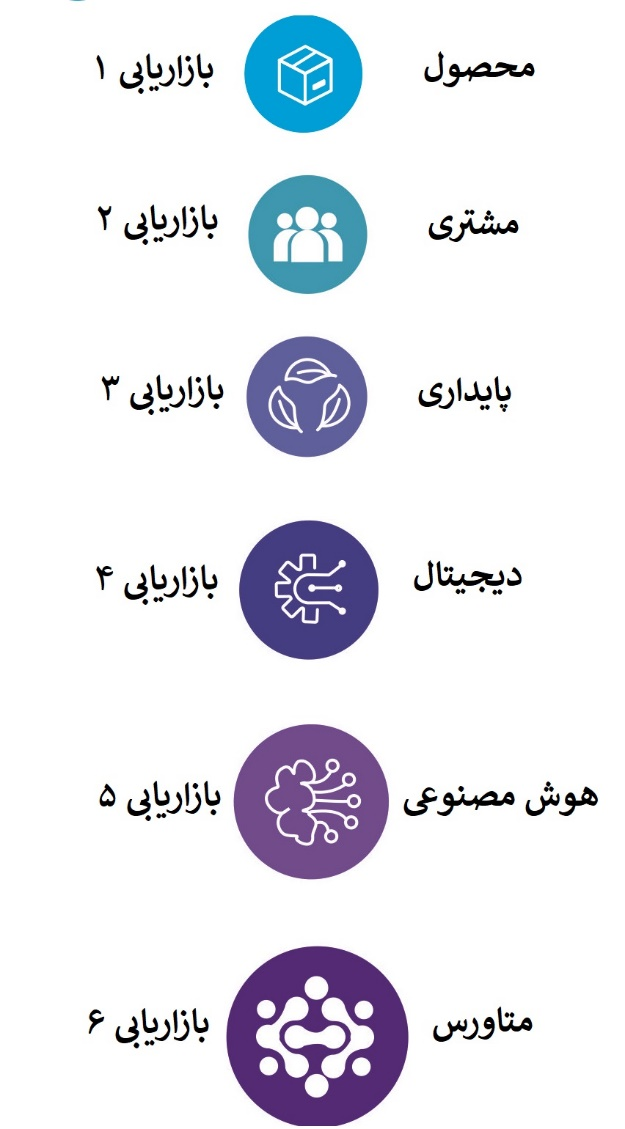 محصول
بازاریابی ۱
مشتری
بازاریابی ۲
پایداری
بازاریابی ۳
دیجیتال
بازاریابی ۴
هوش مصنوعی
بازاریابی ۵
متاورس
بازاریابی ۶